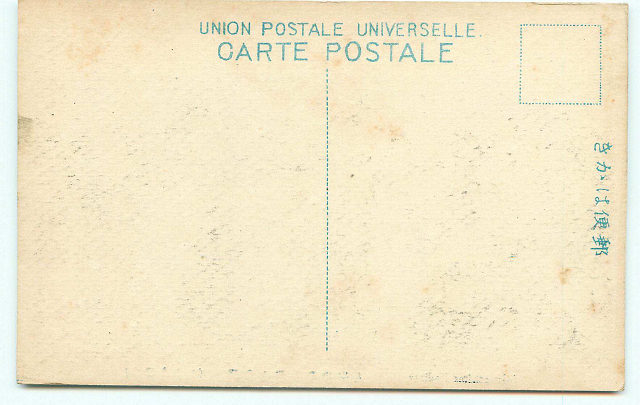 UNION POSTALE UNIVERSELLE.
CARTE POSTALE
郵便はがき